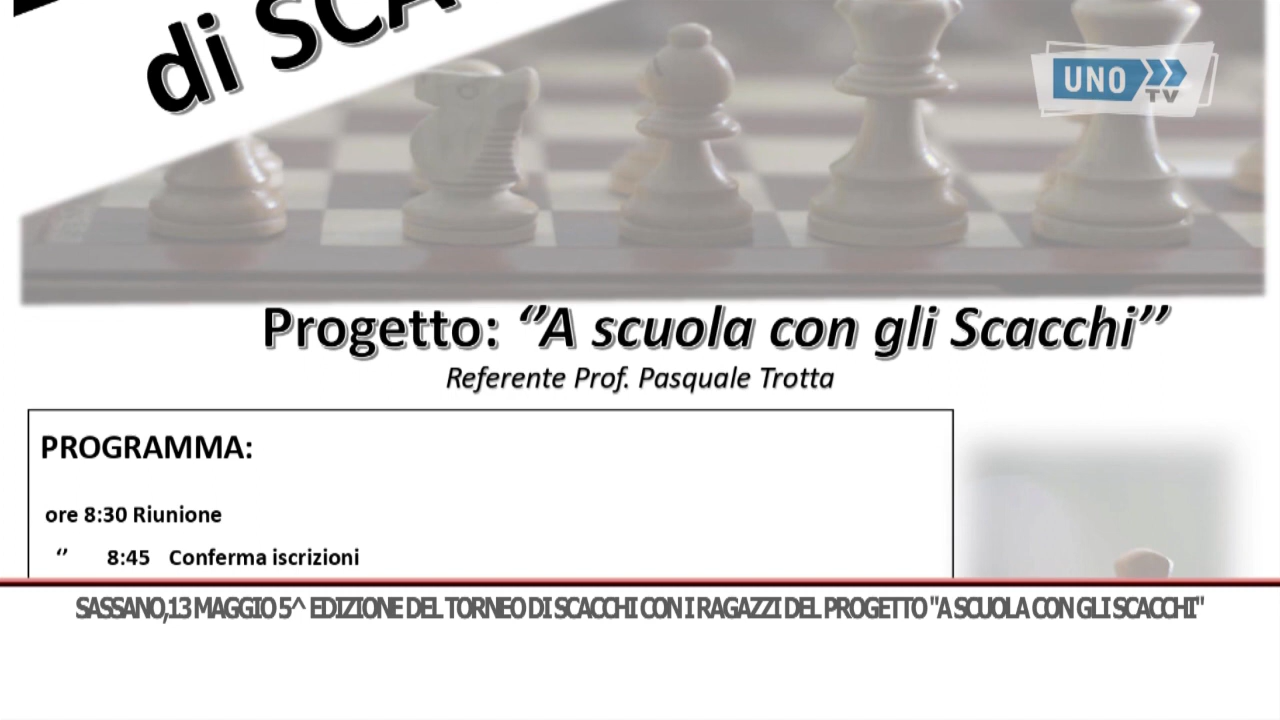 di SCA
UNO
TV
Progetto: “A scuola con gli Scacchi”
Referente Prof. Pasquale Trotta
PROGRAMMA:
ore 8:30 Riunione
“ 8:45 Conferma iscrizioni
SASSANO,13 MAGGIO 5^ EDIZIONE DEL TORNEO DI SCACCHI CON I RAGAZZI DEL PROGETTO "A SCUOLA CON GLI SCACCHI"